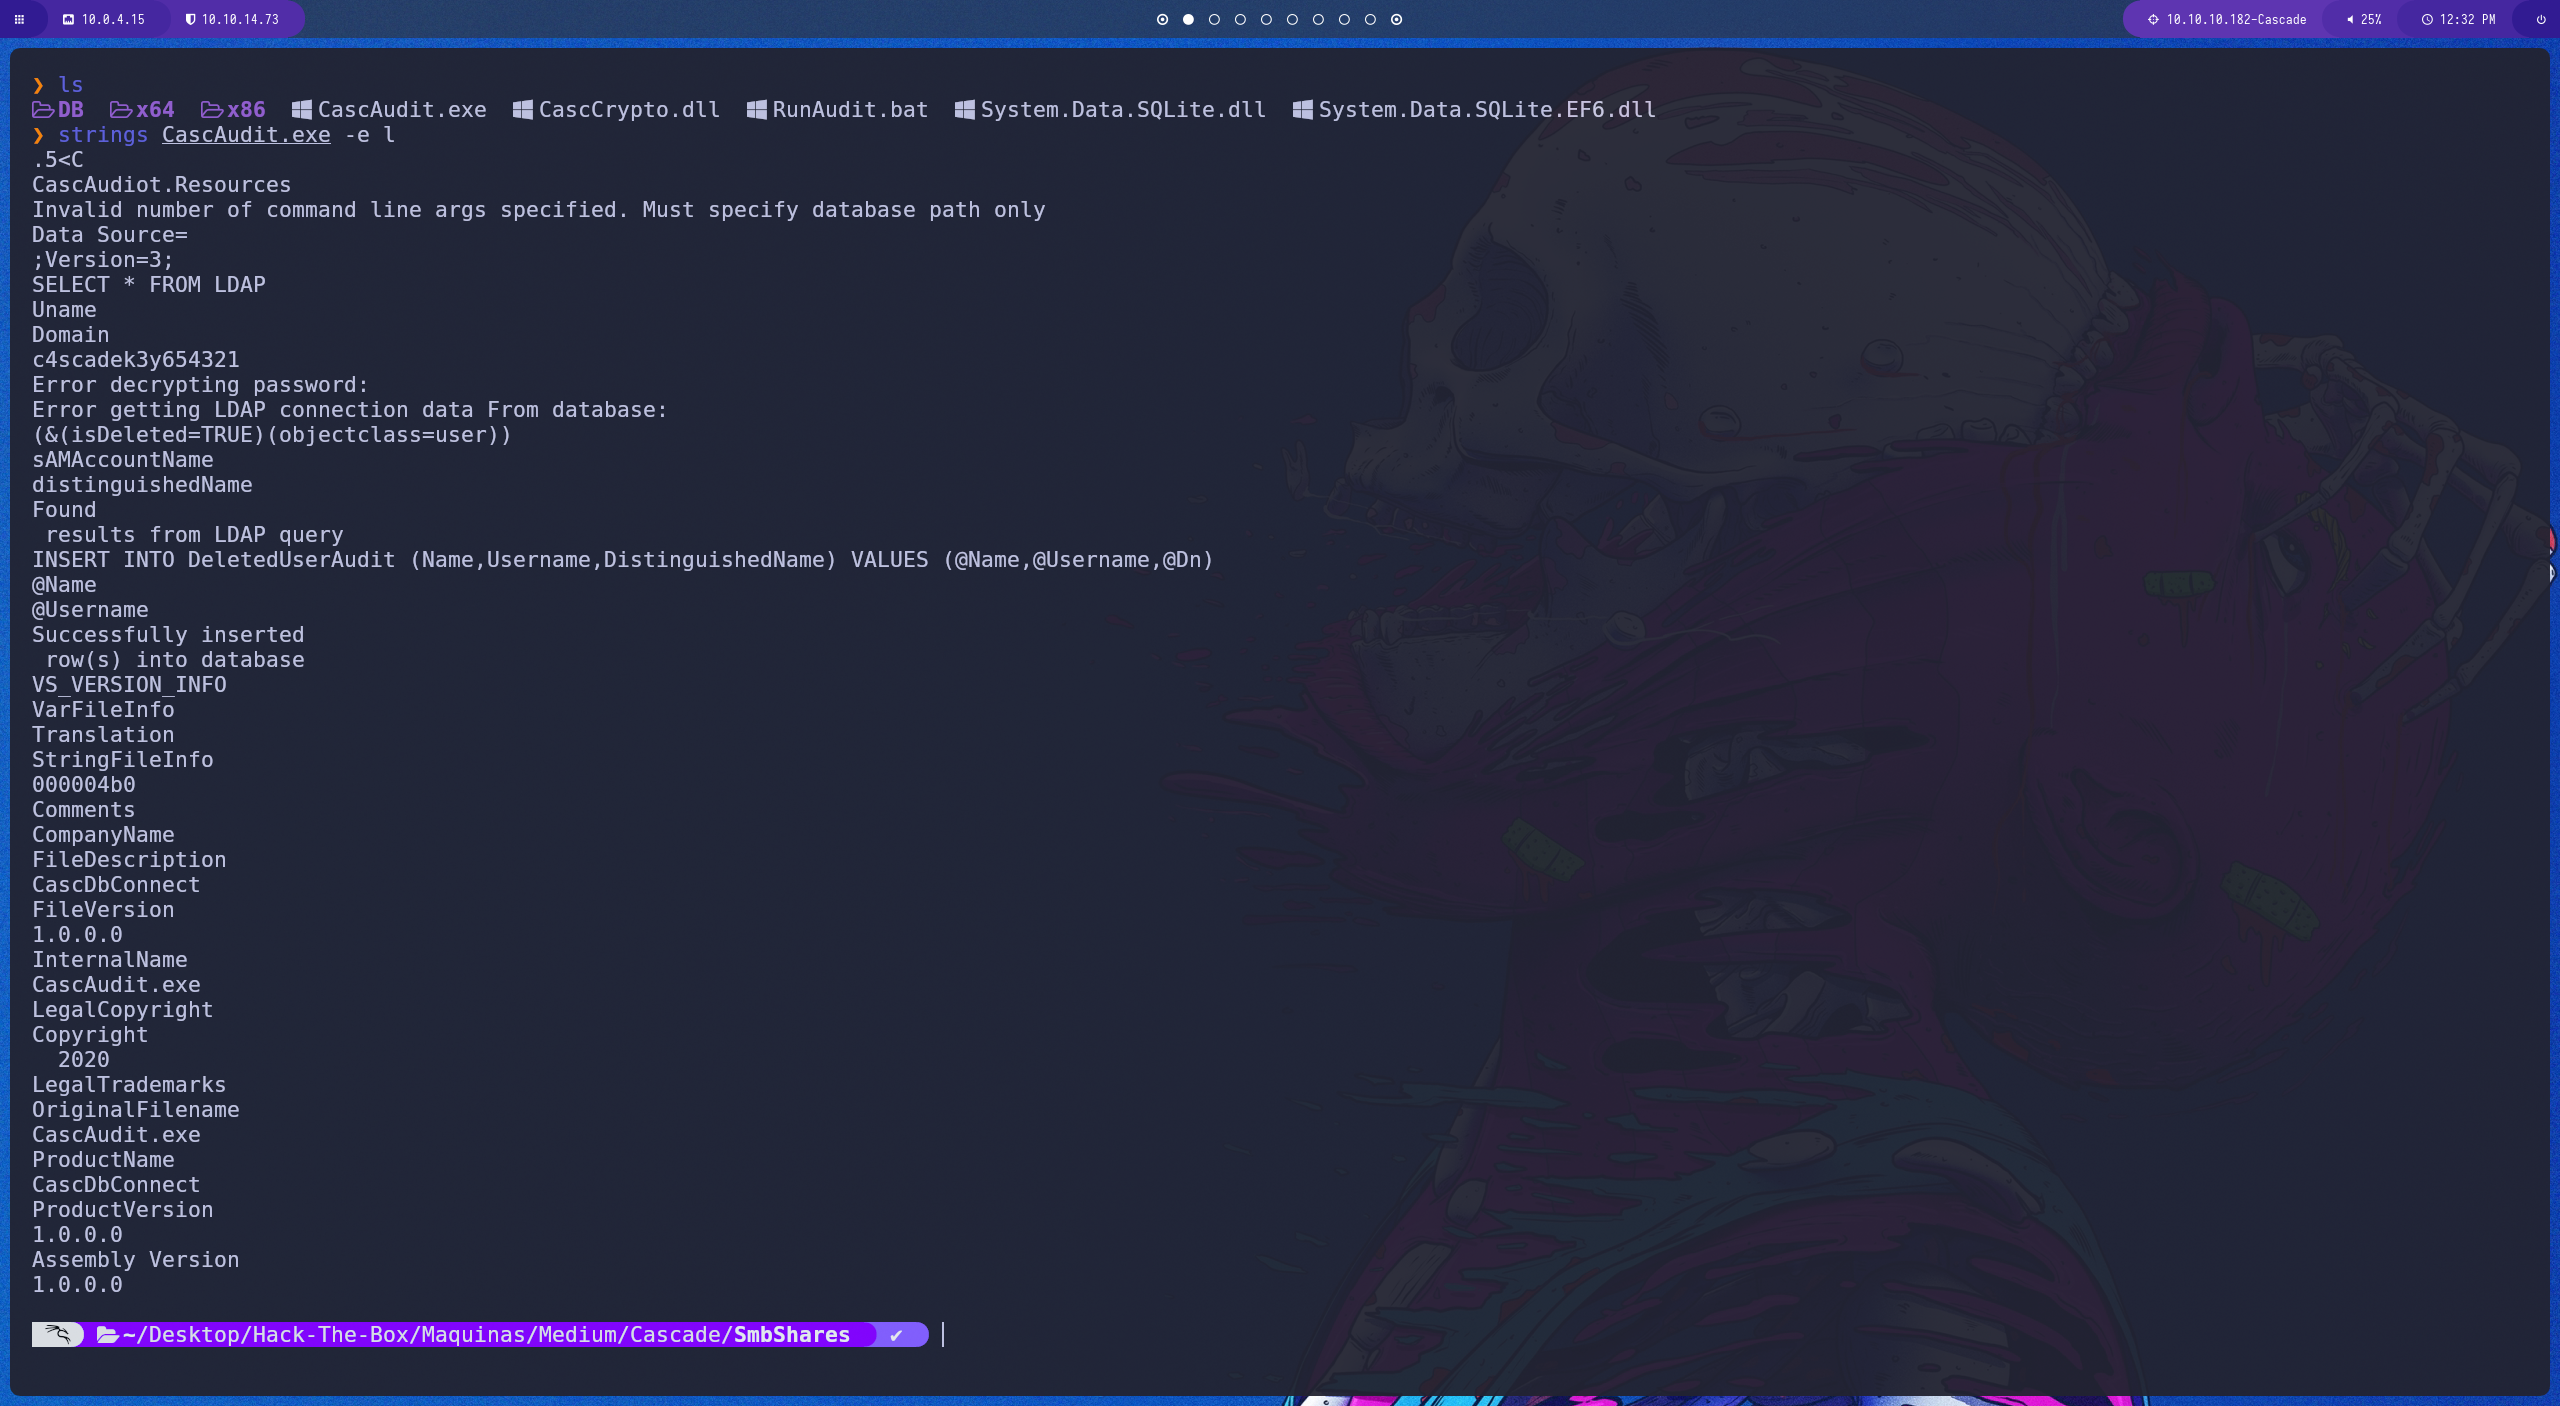 10.0.4.15 10.10.14.73 10.10.10.182-Cascade 25% 12:32 PM
❯ ls
DB x64 x86 CascAudit.exe CascCrypto.dll RunAudit.bat System.Data.SQLite.dll System.Data.SQLite.EF6.dll
❯ strings CascAudit.exe -e l
.5<C
CascAudiot.Resources
Invalid number of command line args specified. Must specify database path only
Data Source=
;Version=3;
SELECT * FROM LDAP
Uname
Domain
c4scadek3y654321
Error decrypting password:
Error getting LDAP connection data From database:
(&(isDeleted=TRUE)(objectclass=user))
sAMAccountName
distinguishedName
Found
 results from LDAP query
INSERT INTO DeletedUserAudit (Name,Username,DistinguishedName) VALUES (@Name,@Username,@Dn)
@Name
@Username
Successfully inserted
 row(s) into database
VS_VERSION_INFO
VarFileInfo
Translation
StringFileInfo
000004b0
Comments
CompanyName
FileDescription
CascDbConnect
FileVersion
1.0.0.0
InternalName
CascAudit.exe
LegalCopyright
Copyright
  2020
LegalTrademarks
OriginalFilename
CascAudit.exe
ProductName
CascDbConnect
ProductVersion
1.0.0.0
Assembly Version
1.0.0.0
~/Desktop/Hack-The-Box/Maquinas/Medium/Cascade/SmbShares ✔